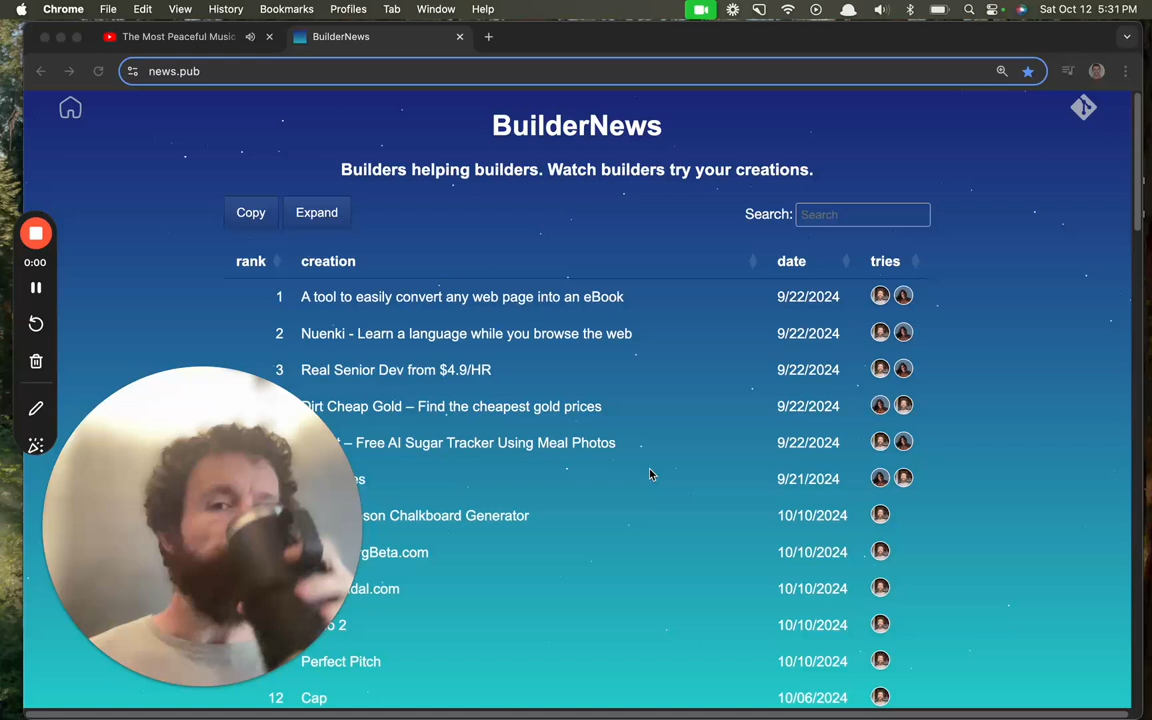 Chrome File Edit View History Bookmarks Profiles Tab Window Help Sat Oct 12 5:31 PM
The Most Peaceful Music BuilderNews
news.pub
BuilderNews
Builders helping builders. Watch builders try your creations.
Copy Expand Search: Search
rank creation date tries
1 A tool to easily convert any web page into an eBook 9/22/2024
2 Nuenki - Learn a language while you browse the web 9/22/2024
0:00
3 Real Senior Dev from $4.9/HR 9/22/2024
Dirt Cheap Gold – Find the cheapest gold prices 9/22/2024
– Free AI Sugar Tracker Using Meal Photos 9/22/2024
9/21/2024
Chalkboard Generator 10/10/2024
10/10/2024
10/10/2024
2 10/10/2024
Perfect Pitch 10/10/2024
12 Cap 10/06/2024